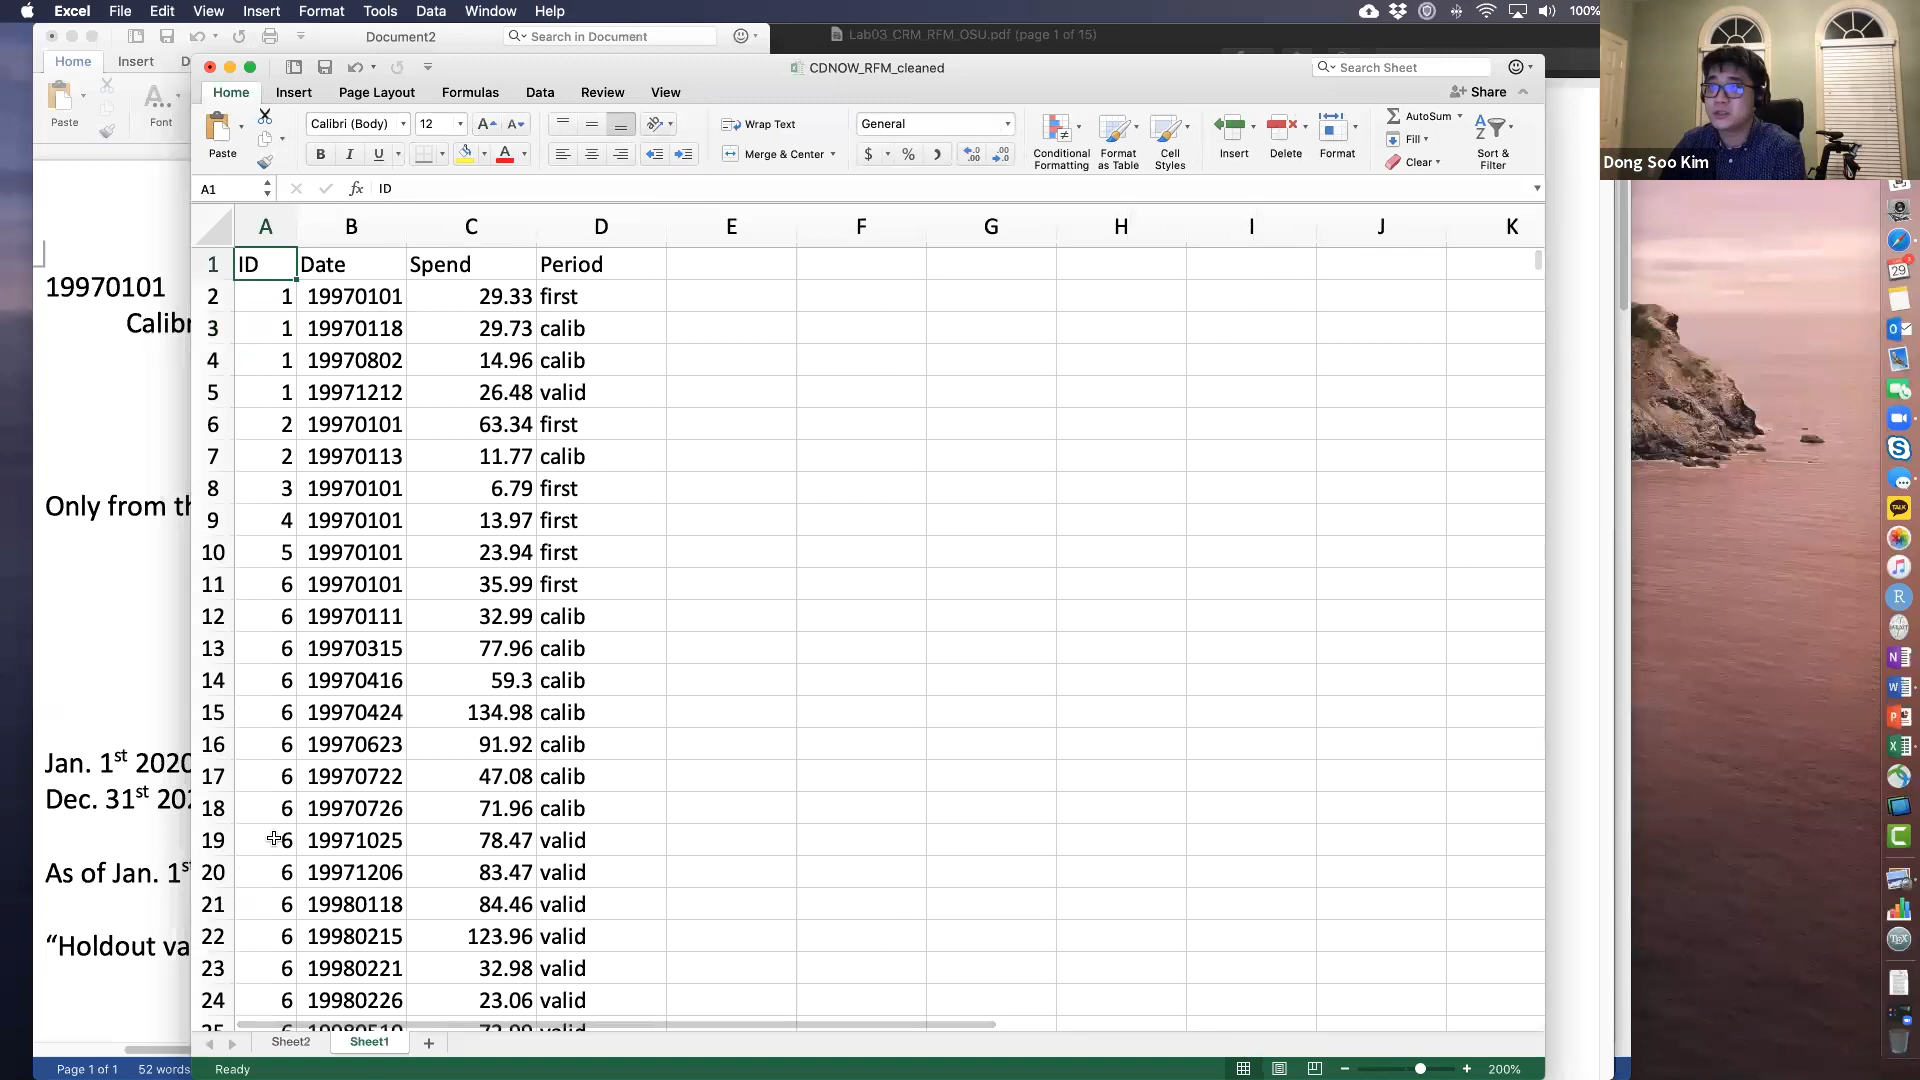 Excel File Edit View Insert Format Tools Data Window Help 100%
Document2 Search in Document
Lab03_CRM_RFM_OSU.pdf (page 1 of 15)
Home Insert
Paste Font
CDNOW_RFM_cleaned Search Sheet
Home Insert Page Layout Formulas Data Review View Share
Paste Calibri (Body) 12 Wrap Text General AutoSum
B I U Merge & Center $ % Conditional Formatting Format as Table Cell Styles Insert Delete Format Fill Clear Sort & Filter
A1 fx ID
A B C D E F G H I J K
1 ID Date Spend Period
2 1 19970101 29.33 first
3 1 19970118 29.73 calib
4 1 19970802 14.96 calib
5 1 19971212 26.48 valid
6 2 19970101 63.34 first
7 2 19970113 11.77 calib
8 3 19970101 6.79 first
9 4 19970101 13.97 first
10 5 19970101 23.94 first
11 6 19970101 35.99 first
12 6 19970111 32.99 calib
13 6 19970315 77.96 calib
14 6 19970416 59.3 calib
15 6 19970424 134.98 calib
16 6 19970623 91.92 calib
17 6 19970722 47.08 calib
18 6 19970726 71.96 calib
19 6 19971025 78.47 valid
20 6 19971206 83.47 valid
21 6 19980118 84.46 valid
22 6 19980215 123.96 valid
23 6 19980221 32.98 valid
24 6 19980226 23.06 valid
Sheet2 Sheet1
Ready 200%
19970101
Calibr
Only from th
Jan. 1st 2020
Dec. 31st 202
As of Jan. 1st
“Holdout va
Page 1 of 1 52 words
Dong Soo Kim
29
TALK
R